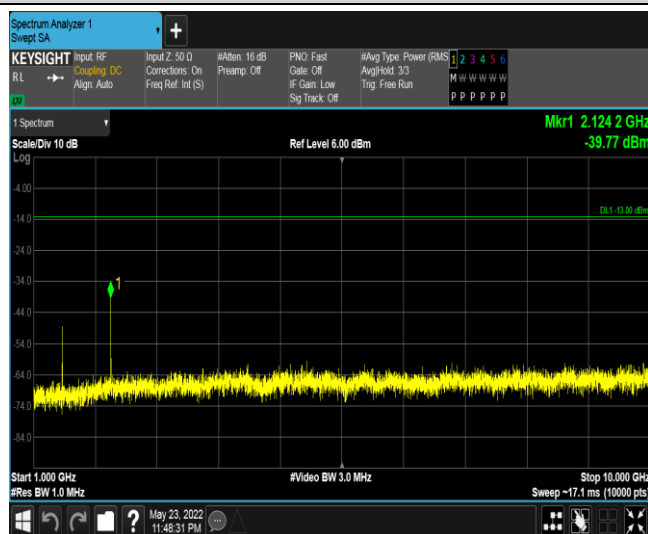 Spectrum Analyzer 1
Swept SA
+
KEYSIGHT Input: RF Input Z: 50 Ω #Atten: 16 dB PNO: Fast #Avg Type: Power (RMS 1 2 3 4 5 6
RL Coupling: DC Corrections: On Preamp: Off Gate: Off Avg|Hold: 3/3 M W W W W W
Align: Auto Freq Ref: Int (S) IF Gain: Low Trig: Free Run
LXI Sig Track: Off P P P P P P
1 Spectrum Mkr1 2.124 2 GHz
Scale/Div 10 dB Ref Level 6.00 dBm -39.77 dBm
Log
-4.00
DL1 -13.00 dBm
-14.0
-24.0
-34.0
1
-44.0
-54.0
-64.0
-74.0
-84.0
Start 1.000 GHz #Video BW 3.0 MHz Stop 10.000 GHz
#Res BW 1.0 MHz Sweep ~17.1 ms (10000 pts)
? May 23, 2022
11:48:31 PM